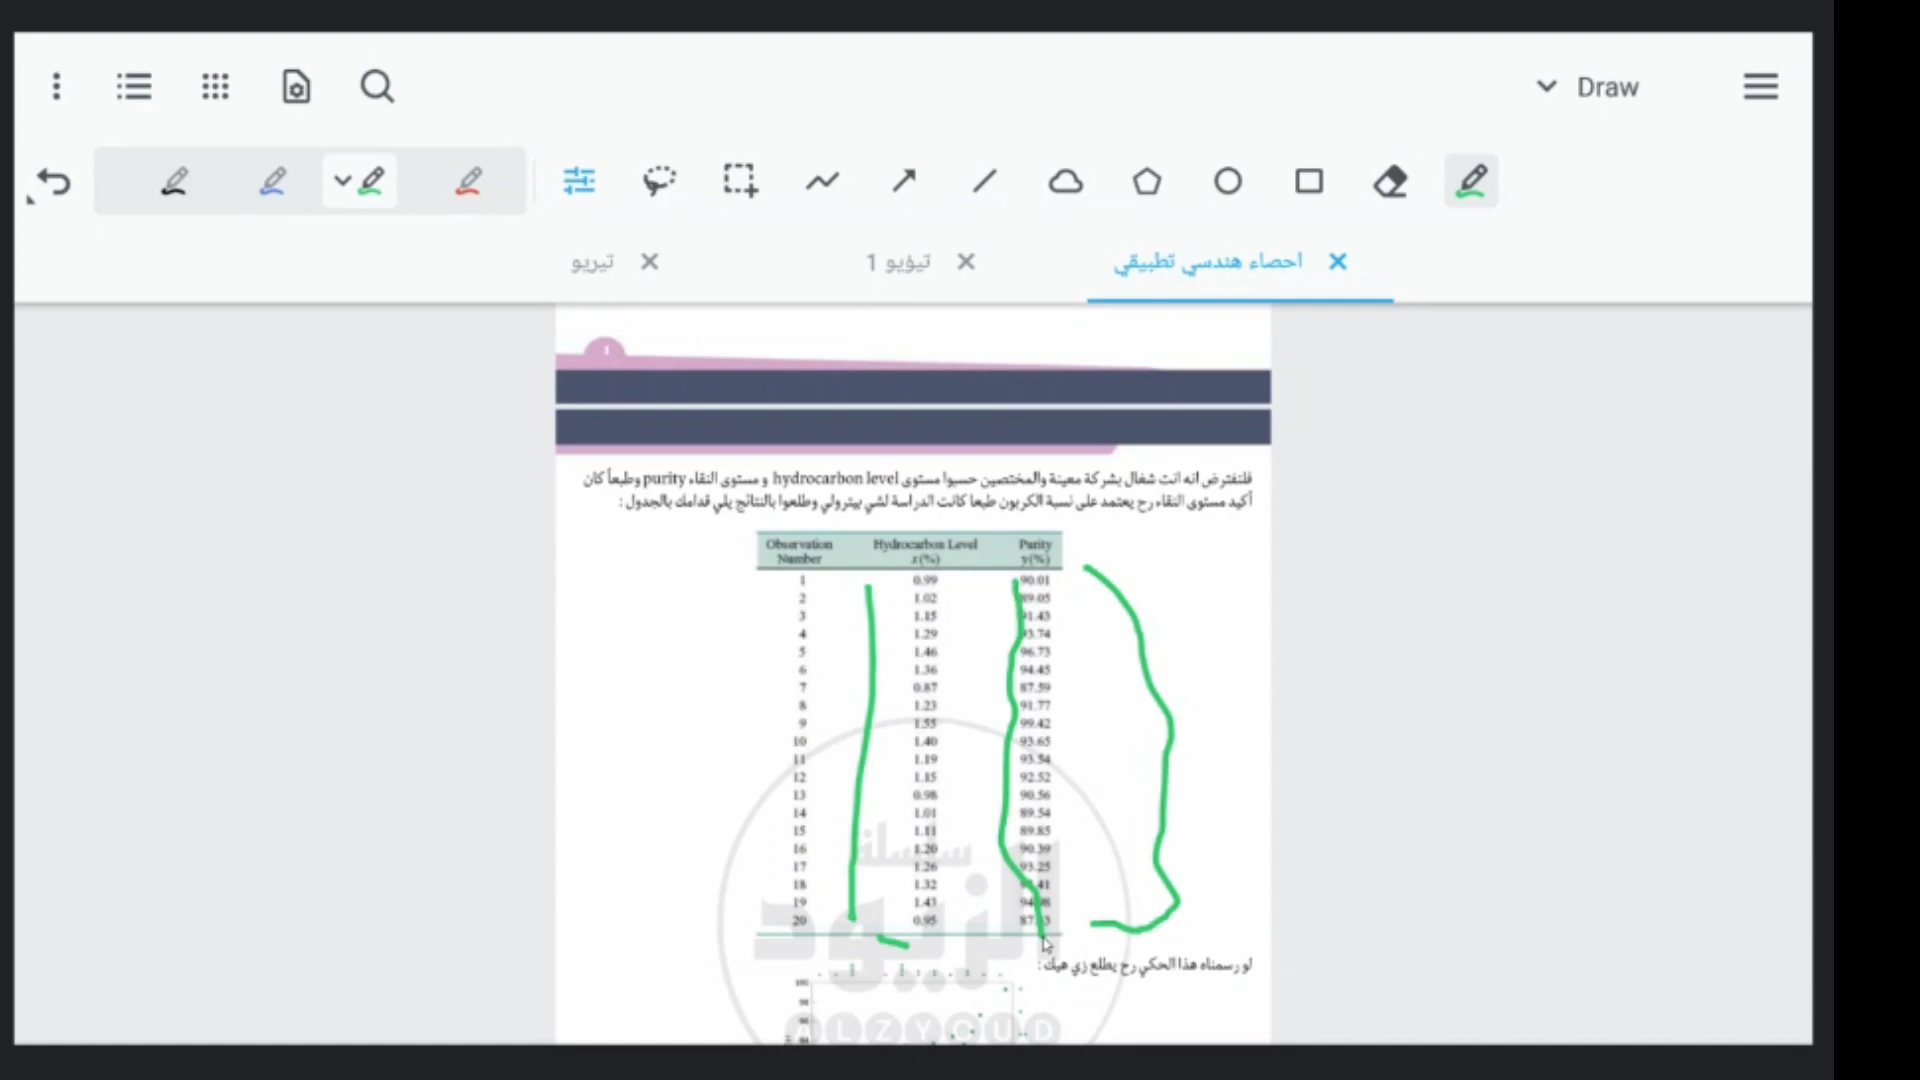 Draw
تيريو
تيؤيو 1
احصاء هندسي تطبيقي
1
فلنفترض انه انت شغال بشركة معينة والمختصين حسبوا مستوى hydrocarbon level و مستوى النقاء purity وطبعاً كان
أكيد مستوى النقاء رح يعتمد على نسبة الكربون طبعا كانت الدراسة لشي بيترولي وطلعوا بالنتائج يلي قدامك بالجدول :
Observation Number Hydrocarbon Level x(%) Purity y(%)
1 0.99 90.01
2 1.02 89.05
3 1.15 91.43
4 1.29 93.74
5 1.46 96.73
6 1.36 94.45
7 0.87 87.59
8 1.23 91.77
9 1.55 99.42
10 1.40 93.65
11 1.19 93.54
12 1.15 92.52
13 0.98 90.56
14 1.01 89.54
15 1.11 89.85
16 1.20 90.39
17 1.26 93.25
18 1.32
19 1.43
20 0.95
لو رسمناه هذا الحكي رح يطلع زي هيك :
سلسلة
الزيود
ALZYOUD
100
98